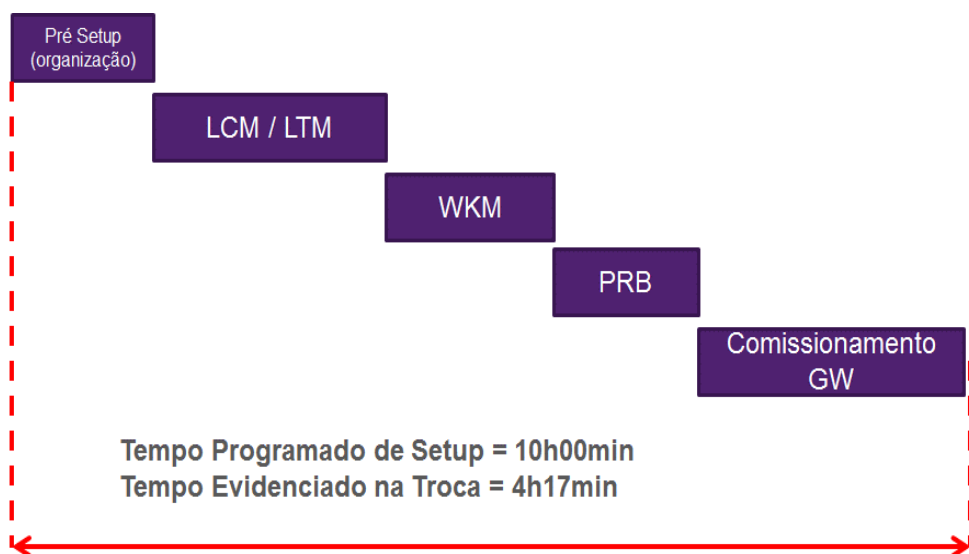 Pré Setup
(organização)
LCM / LTM
WKM
PRB
Comissionamento
GW
Tempo Programado de Setup = 10h00min
Tempo Evidenciado na Troca = 4h17min